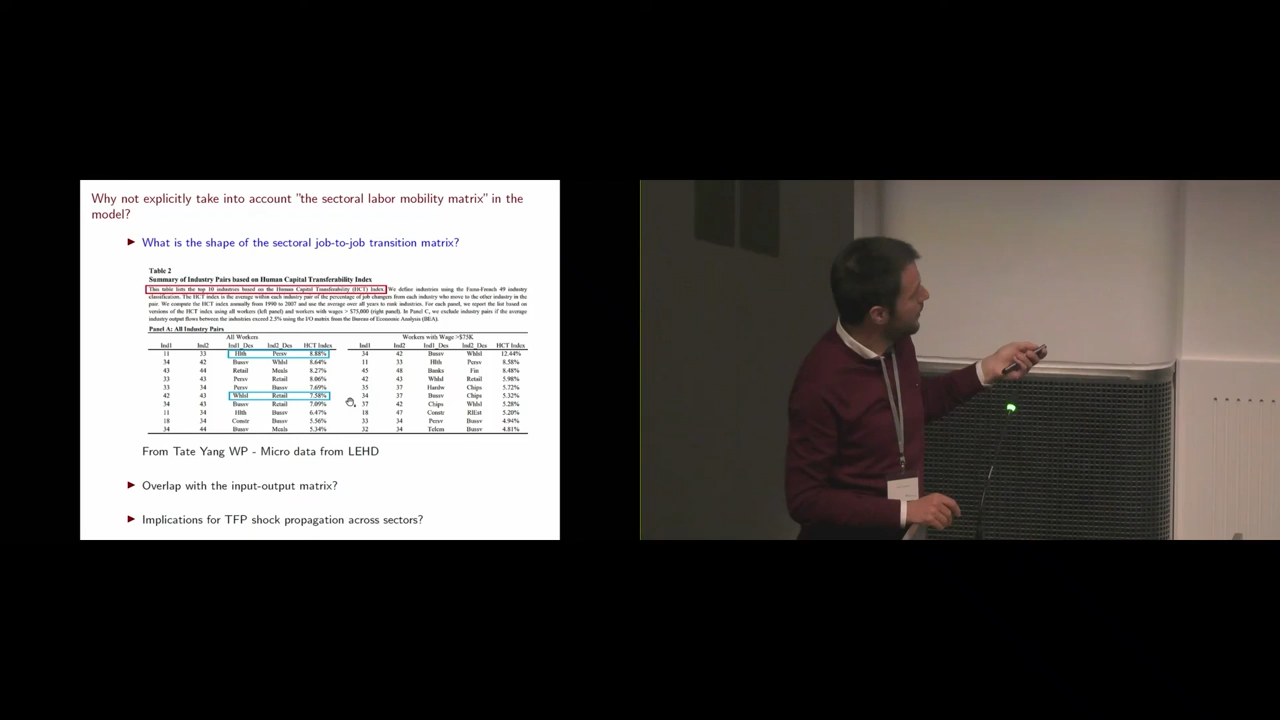 Why not explicitly take into account "the sectoral labor mobility matrix" in the
model?
▶ What is the shape of the sectoral job-to-job transition matrix?
Table 2
Summary of Industry Pairs based on Human Capital Transferability Index
This table lists the top 10 industries based on the Human Capital Transferability (HCT) Index. We define industries using the Fama-French 49 industry
classification. The HCT index is the average within each industry pair of the percentage of job changers from each industry who move to the other industry in the
pair. We compute the HCT index annually from 1990 to 2007 and use the average over all years to rank industries. For each panel, we report the list based on
versions of the HCT index using all workers (left panel) and workers with wages > $75,000 (right panel). In Panel C, we exclude industry pairs if the average
industry output flows between the industries exceed 2.5% using the I/O matrix from the Bureau of Economic Analysis (BEA).
Panel A: All Industry Pairs
All Workers Workers with Wage >$75K
Ind1 Ind2 Ind1_Des Ind2_Des HCT Index Ind1 Ind2 Ind1_Des Ind2_Des HCT Index
11 33 Hlth Persv 8.88% 34 42 Bussv Whlsl 12.44%
34 42 Bussv Whlsl 8.64% 11 33 Hlth Persv 8.58%
43 44 Retail Meals 8.27% 45 48 Banks Fin 8.48%
33 43 Persv Retail 8.06% 42 43 Whlsl Retail 5.98%
33 34 Persv Bussv 7.69% 35 37 Hardw Chips 5.72%
42 43 Whlsl Retail 7.58% 34 37 Bussv Chips 5.32%
34 43 Bussv Retail 7.09% 37 42 Chips Whlsl 5.28%
11 34 Hlth Bussv 6.47% 18 47 Constr RlEst 5.20%
18 34 Constr Bussv 5.56% 33 34 Persv Bussv 4.94%
34 44 Bussv Meals 5.34% 32 34 Telcm Bussv 4.81%
From Tate Yang WP - Micro data from LEHD
▶ Overlap with the input-output matrix?
▶ Implications for TFP shock propagation across sectors?